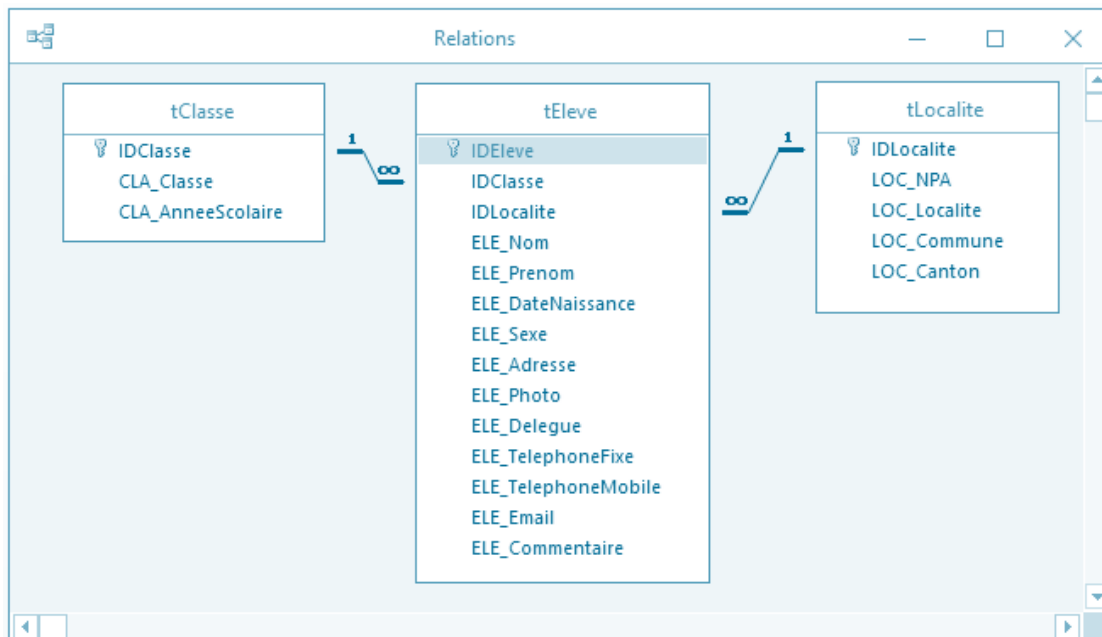 Relations
tClasse
IDClasse
CLA_Classe
CLA_AnneeScolaire
1
∞
tEleve
IDEleve
IDClasse
IDLocalite
ELE_Nom
ELE_Prenom
ELE_DateNaissance
ELE_Sexe
ELE_Adresse
ELE_Photo
ELE_Delegue
ELE_TelephoneFixe
ELE_TelephoneMobile
ELE_Email
ELE_Commentaire
1
∞
tLocalite
IDLocalite
LOC_NPA
LOC_Localite
LOC_Commune
LOC_Canton